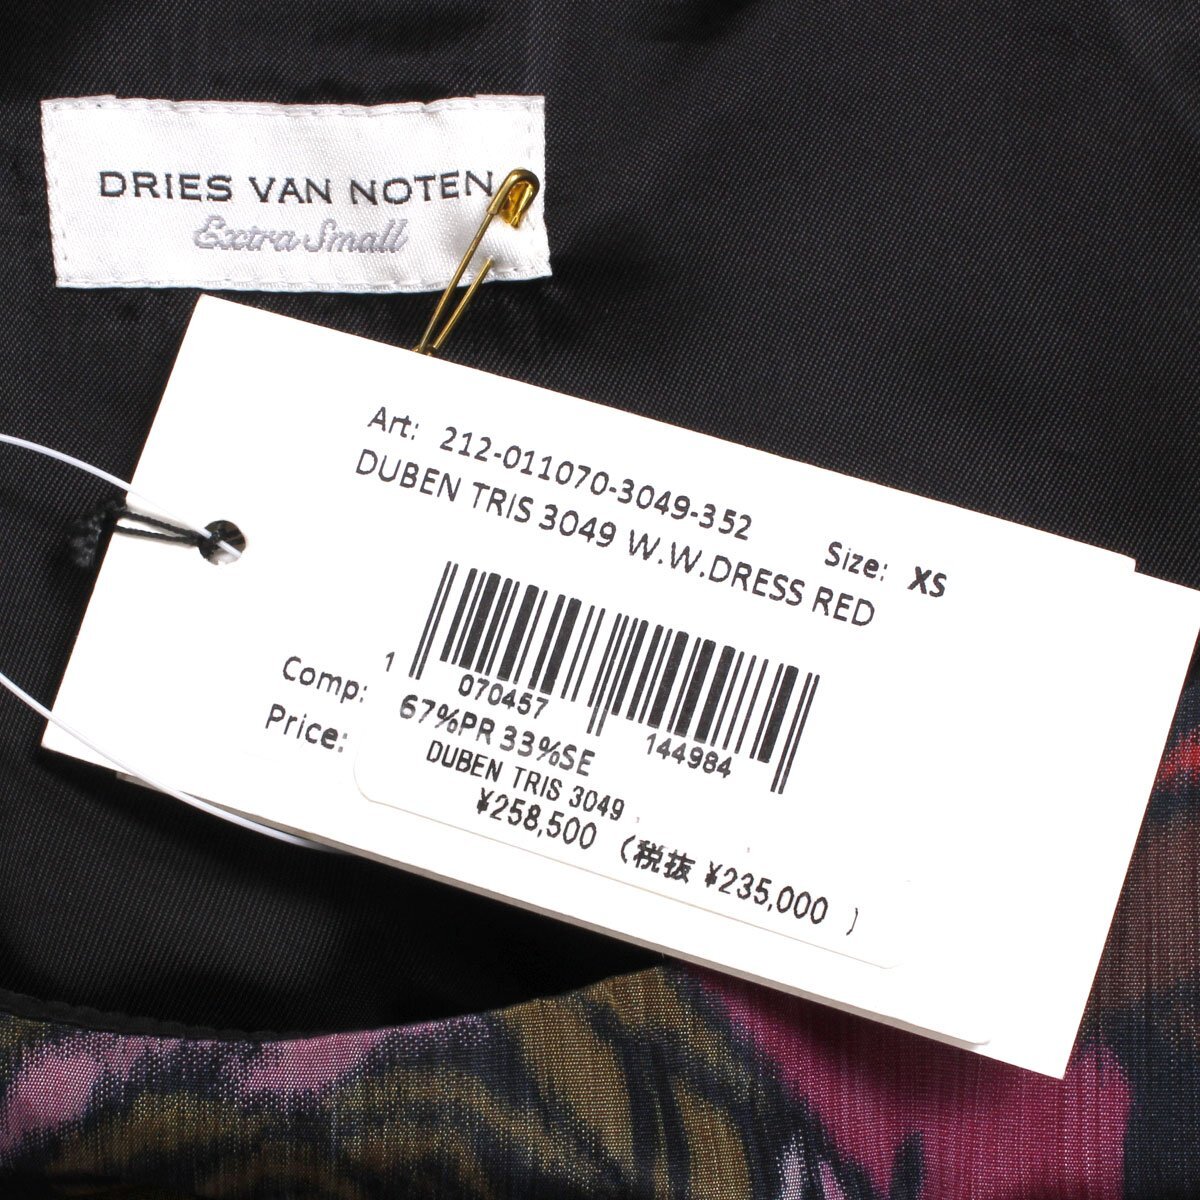 DRIES VAN NOTEN
Extra Small
Art: 212-011070-3049-352
DUBEN TRIS 3049 W.W.DRESS RED
Size: XS
1 070457 144984
Comp: 67%PR 33%SE
Price: DUBEN TRIS 3049
¥258,500 (税抜 ¥235,000 )